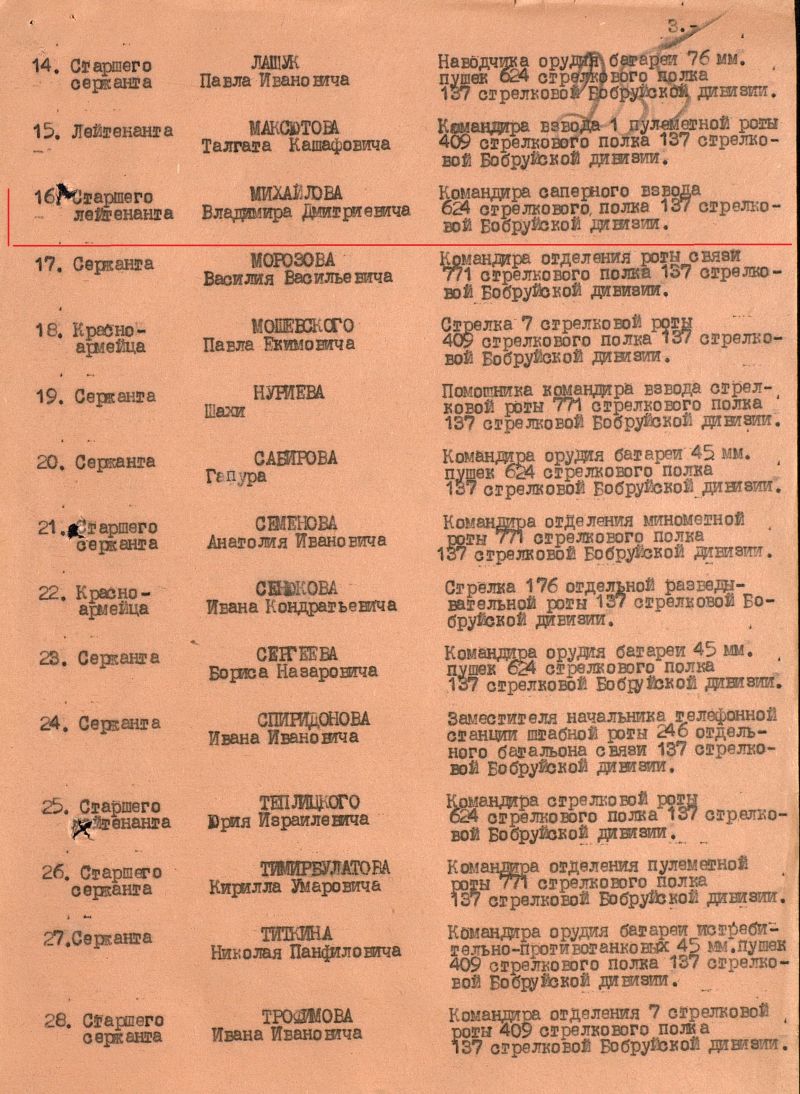 3.-
14. Старшего сержанта
ЛАЩУК
Павла Ивановича
Наводчика орудия батареи 76 мм.
пушек 624 стрелкового полка
137 стрелковой Бобруйской дивизии.
15. Лейтенанта
МАКСЮТОВА
Талгата Кашафовича
Командира взвода 1 пулеметной роты
409 стрелкового полка 137 стрелко-
вой Бобруйской дивизии.
16. Старшего
лейтенанта
МИХАЙЛОВА
Владимира Дмитриевича
Командира саперного взвода
624 стрелкового полка 137 стрелко-
вой Бобруйской дивизии.
17. Сержанта
МОРОЗОВА
Василия Васильевича
Командира отделения роты связи
771 стрелкового полка 137 стрелко-
вой Бобруйской дивизии.
18. Красно-
армейца
МОШЕВСКОГО
Павла Екимовича
Стрелка 7 стрелковой роты
409 стрелкового полка 137 стрелко-
вой Бобруйской дивизии.
19. Сержанта
НУРИЕВА
Шахи
Помошника командира взвода стрел-
ковой роты 771 стрелкового полка
137 стрелковой Бобруйской дивизии.
20. Сержанта
САБИРОВА
Гапура
Командира орудия батареи 45 мм.
пушек 624 стрелкового полка
137 стрелковой Бобруйской дивизии.
21. Старшего
сержанта
СЕМЕНОВА
Анатолия Ивановича
Командира отделения минометной
роты 771 стрелкового полка
137 стрелковой Бобруйской дивизии.
22. Красно-
армейца
СЕНЮКОВА
Ивана Кондратьевича
Стрелка 176 отдельной разведы-
вательной роты 137 стрелковой Бо-
бруйской дивизии.
23. Сержанта
СЕРГЕЕВА
Бориса Назаровича
Командира орудия батареи 45 мм.
пушек 624 стрелкового полка
137 стрелковой Бобруйской дивизии.
24. Сержанта
СПИРИДОНОВА
Ивана Ивановича
Заместителя начальника телефонной
станции штабной роты 246 отдель-
ного батальона связи 137 стрелко-
вой Бобруйской дивизии.
25. Старшего
лейтенанта
ТЕПЛИЦКОГО
Юрия Израилевича
Командира стрелковой роты
624 стрелкового полка 137 стрелко-
вой Бобруйской дивизии.
26. Старшего
сержанта
ТИМИРБУЛАТОВА
Кирилла Умаровича
Командира отделения пулеметной
роты 771 стрелкового полка
137 стрелковой Бобруйской дивизии.
27.Сержанта
ТИТКИНА
Николая Панфиловича
Командира орудия батареи истреби-
тельно-противотанковых 45 мм.пушек
409 стрелкового полка 137 стрелко-
вой Бобруйской дивизии.
28. Старшего
сержанта
ТРОФИМОВА
Ивана Ивановича
Командира отделения 7 стрелковой
роты 409 стрелкового полка
137 стрелковой Бобруйской дивизии.